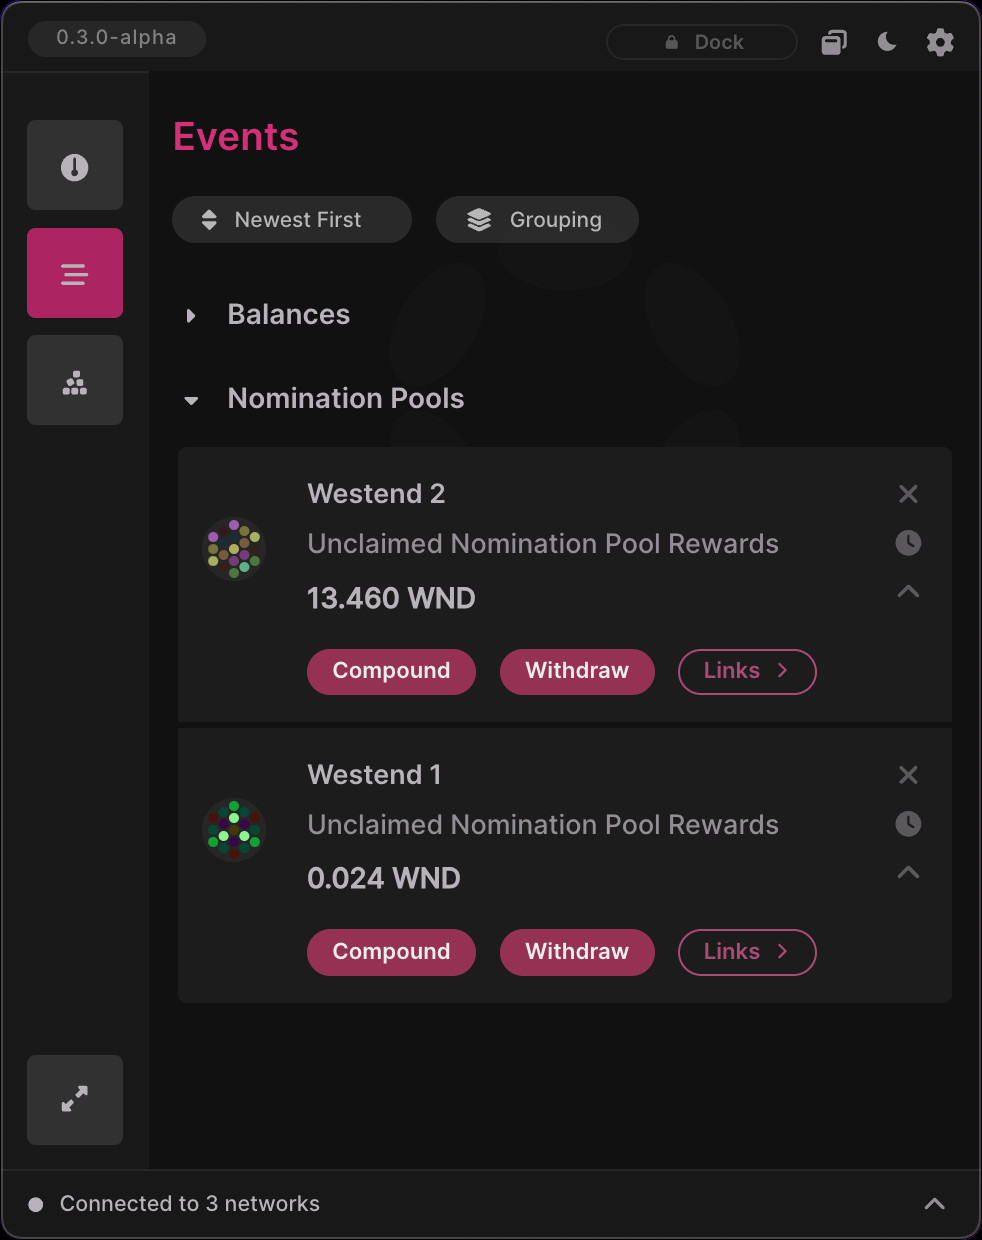 0.3.0-alpha
Dock
Events
Newest First
Grouping
Balances
Nomination Pools
Westend 2
Unclaimed Nomination Pool Rewards
13.460 WND
Compound
Withdraw
Links
Westend 1
Unclaimed Nomination Pool Rewards
0.024 WND
Compound
Withdraw
Links
Connected to 3 networks